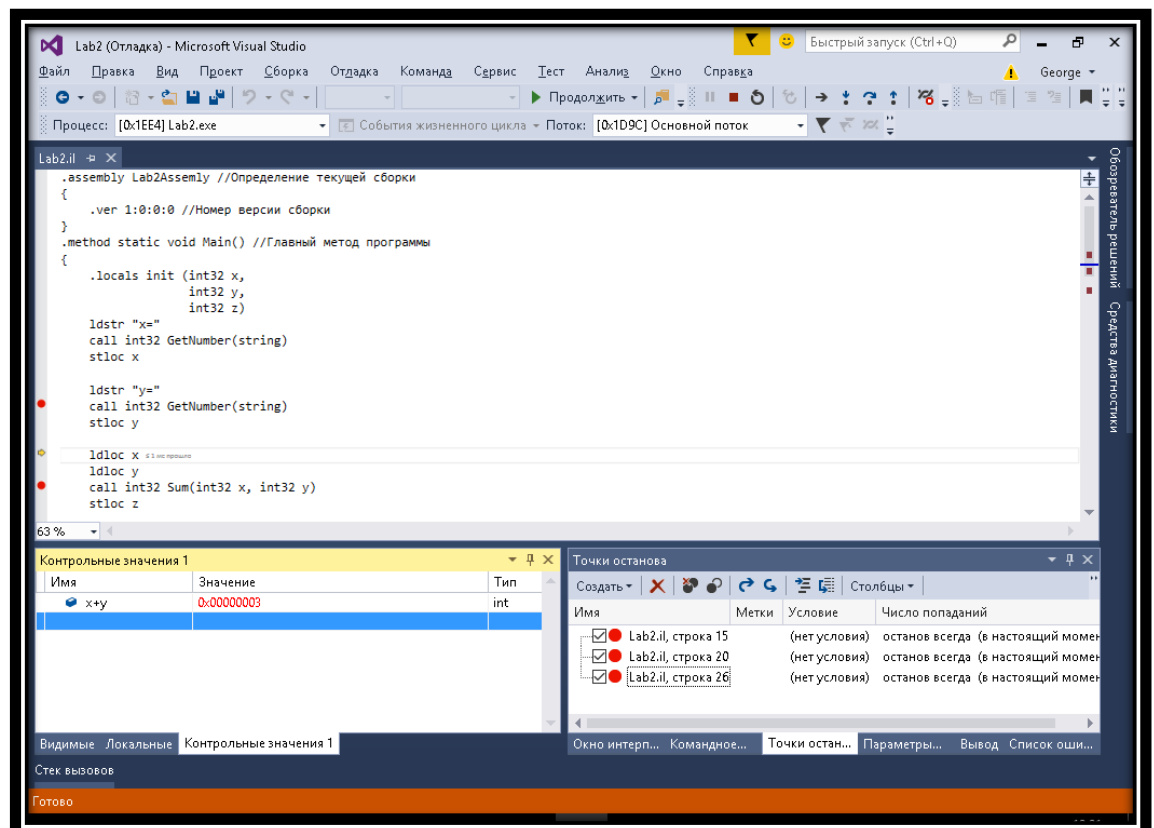 Lab2 (Отладка) - Microsoft Visual Studio
Быстрый запуск (Ctrl+Q)
Файл Правка Вид Проект Сборка Отладка Команда Сервис Тест Анализ Окно Справка
George
Продолжить
Процесс: [0x1EE4] Lab2.exe События жизненного цикла Поток: [0x1D9C] Основной поток
Lab2.il
.assembly Lab2Assemly //Определение текущей сборки
{
.ver 1:0:0:0 //Номер версии сборки
}
.method static void Main() //Главный метод программы
{
.locals init (int32 x,
int32 y,
int32 z)
ldstr "x="
call int32 GetNumber(string)
stloc x
ldstr "y="
call int32 GetNumber(string)
stloc y
ldloc x ≤ 1 мс прошло
ldloc y
call int32 Sum(int32 x, int32 y)
stloc z
63 %
Обозреватель решений
Средства диагностики
Контрольные значения 1
Имя Значение Тип
x+y 0x00000003 int
Видимые Локальные Контрольные значения 1
Точки останова
Создать Столбцы
Имя Метки Условие Число попаданий
Lab2.il, строка 15 (нет условия) останов всегда (в настоящий момен
Lab2.il, строка 20 (нет условия) останов всегда (в настоящий момен
Lab2.il, строка 26 (нет условия) останов всегда (в настоящий момен
Окно интерп... Командное... Точки остан... Параметры... Вывод Список оши...
Стек вызовов
Готово